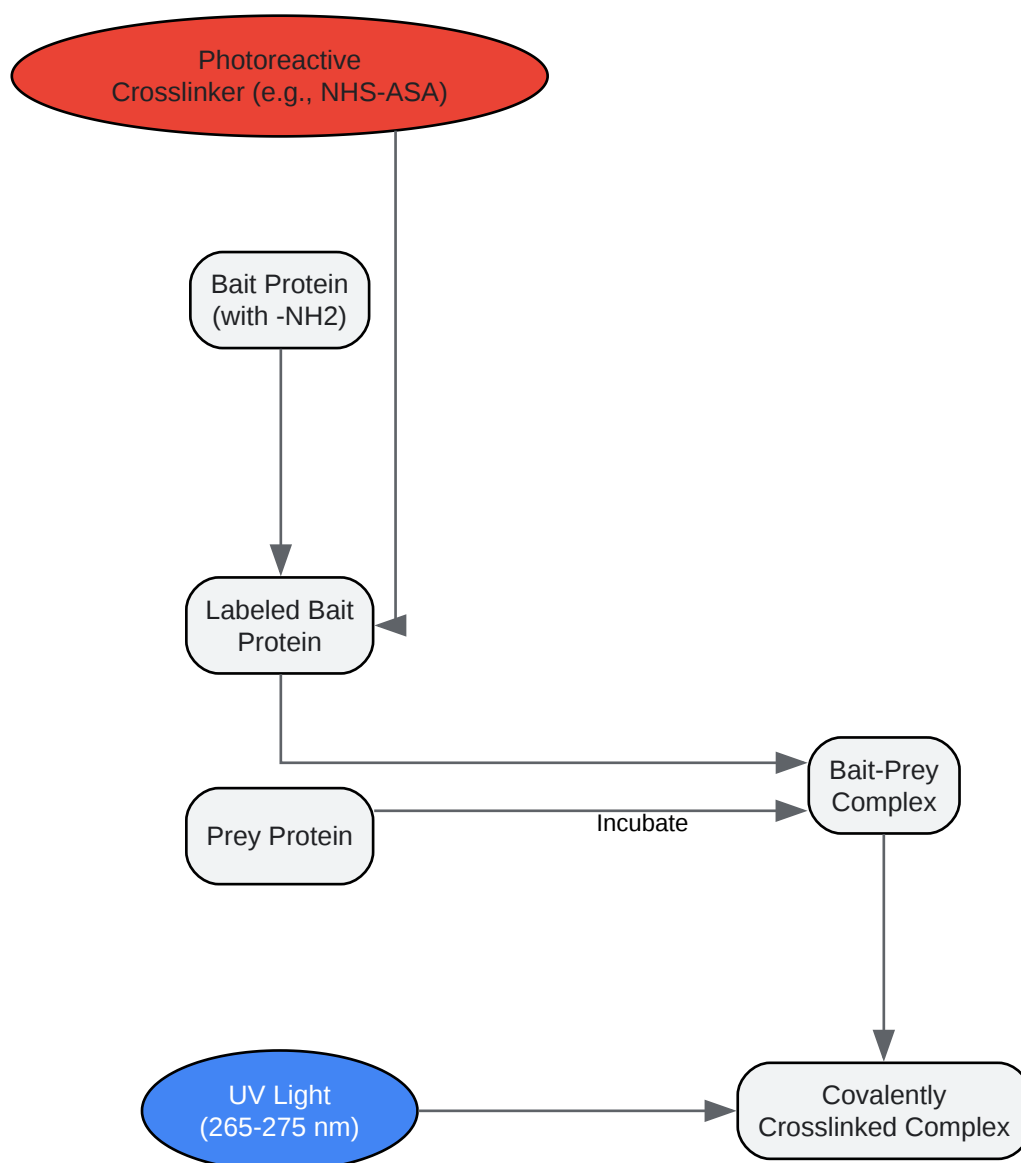 Photoreactive
Crosslinker (e.g., NHS-ASA)
Bait Protein
(with -NH2)
Labeled Bait
Protein
Bait-Prey
Complex
Prey Protein
Incubate
UV Light
(265-275 nm)
Covalently
Crosslinked Complex